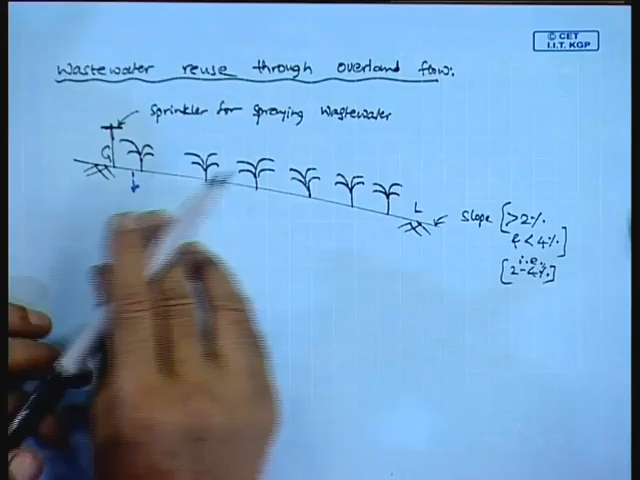 © CET
I.I.T. KGP
Wastewater reuse through overland flow:
Sprinkler for spraying wastewater
G
L
Slope [>2%
& <4%]
i.e.
[2-4%]